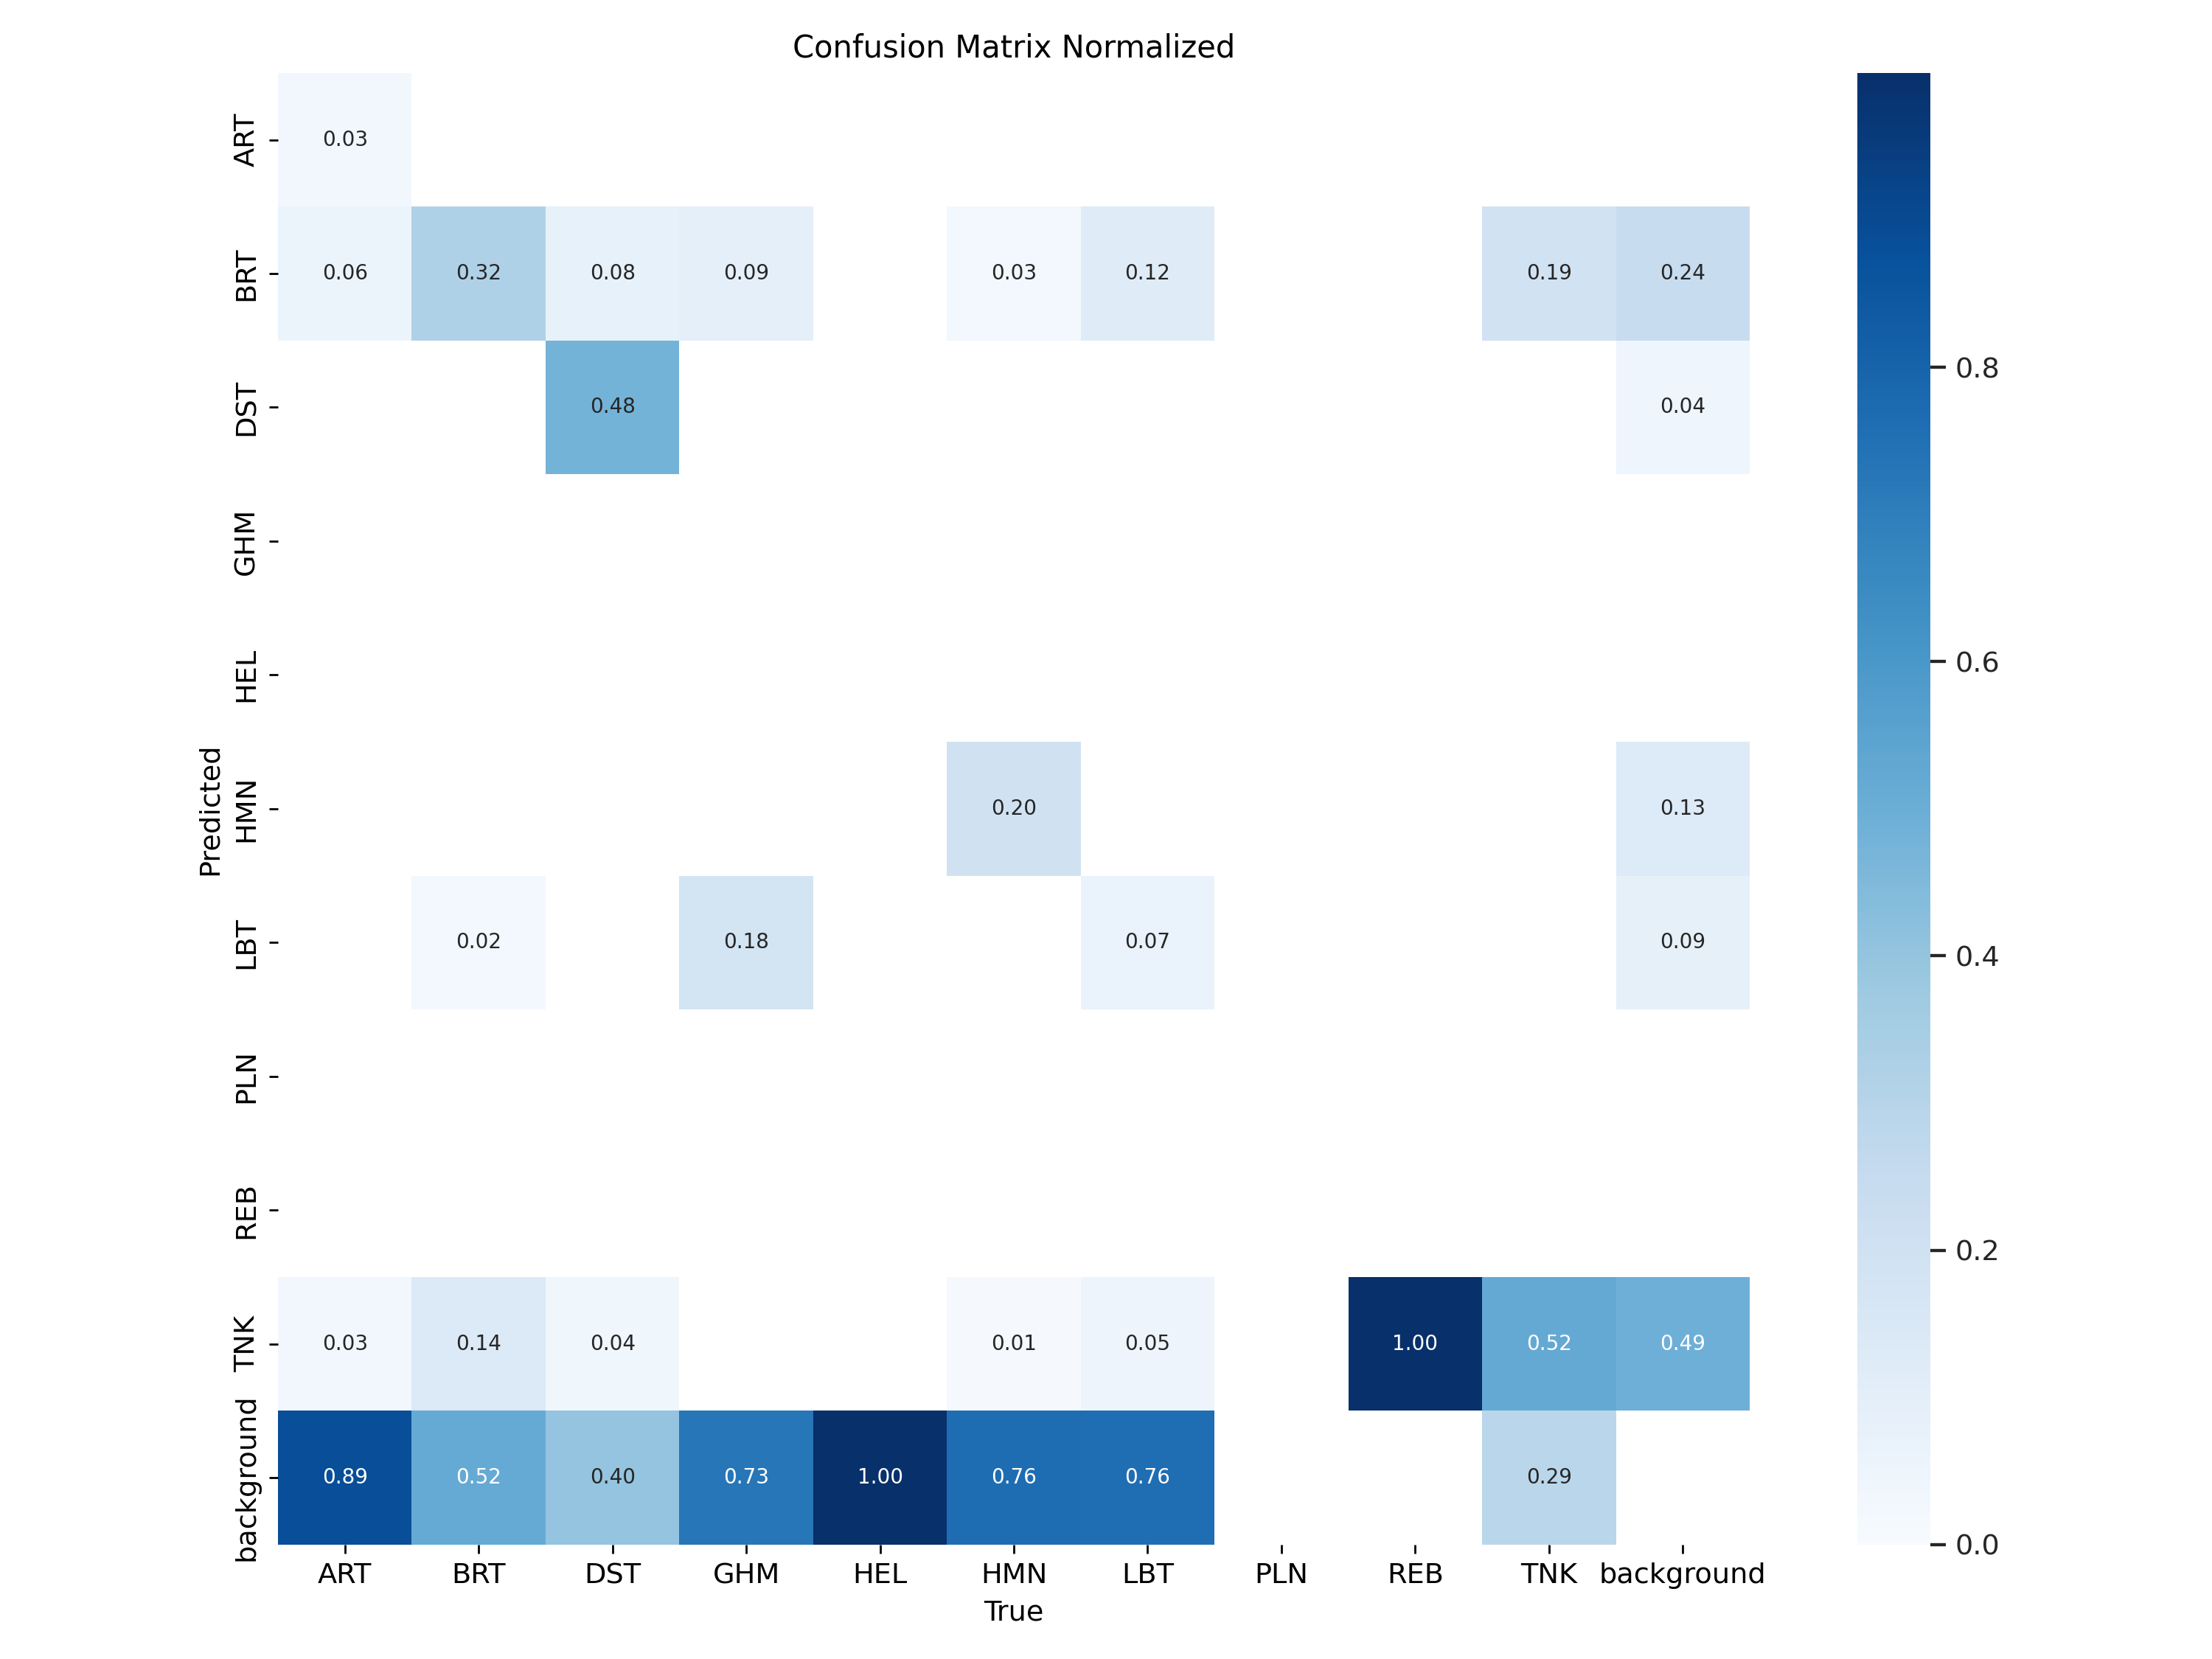 Confusion Matrix Normalized
ART
0.03
BRT
0.06 0.32 0.08 0.09 0.03 0.12 0.19 0.24
DST
0.48 0.04
GHM
HEL
HMN
0.20 0.13
LBT
0.02 0.18 0.07 0.09
PLN
REB
TNK
0.03 0.14 0.04 0.01 0.05 1.00 0.52 0.49
background
0.89 0.52 0.40 0.73 1.00 0.76 0.76 0.29
Predicted
ART BRT DST GHM HEL HMN LBT PLN REB TNK background
True
0.8
0.6
0.4
0.2
0.0